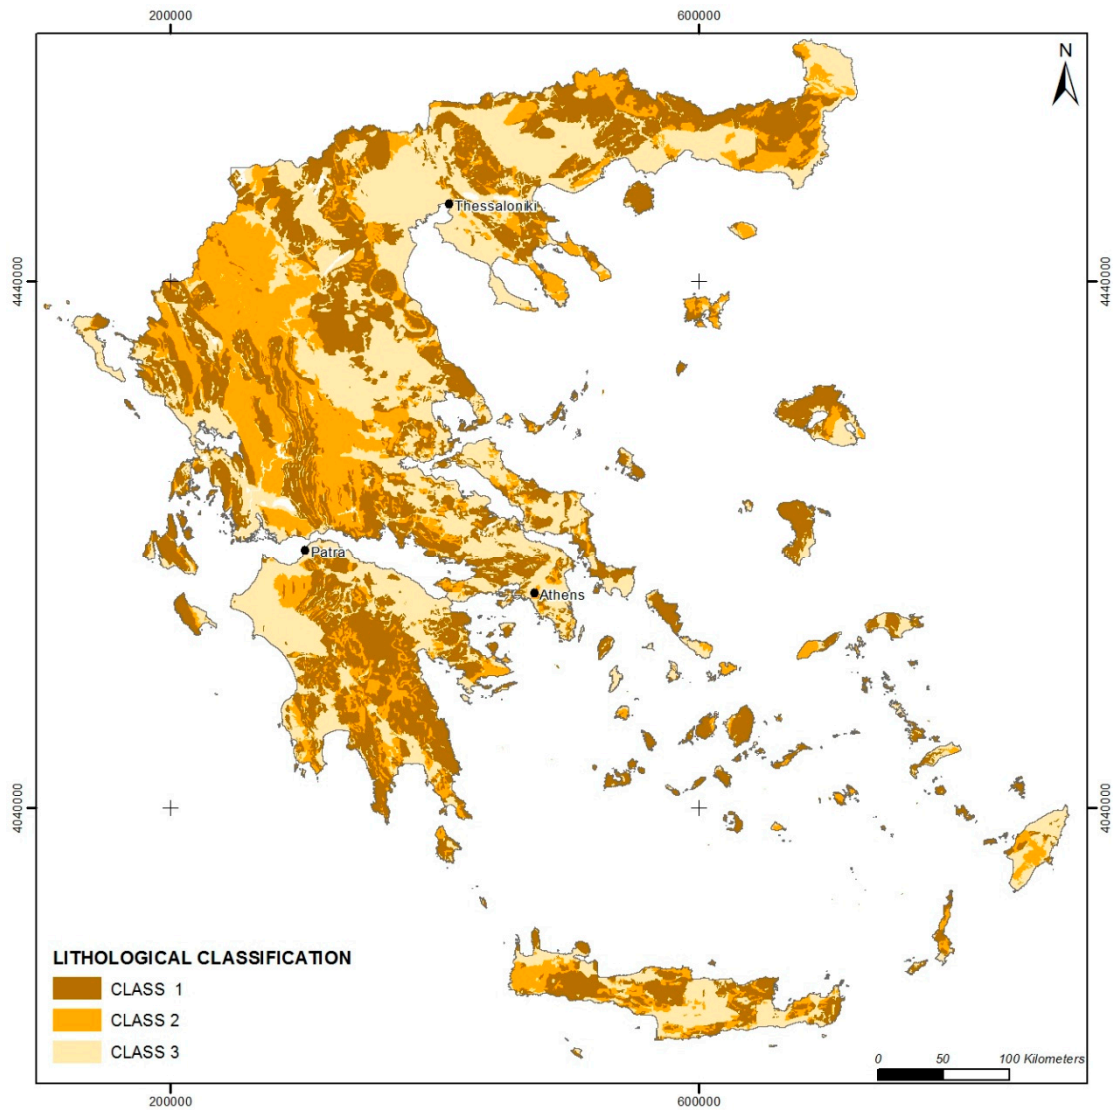 200000
600000
N
Thessaloniki
4440000
4440000
Patra
Athens
4040000
4040000
LITHOLOGICAL CLASSIFICATION
CLASS 1
CLASS 2
CLASS 3
0 50 100 Kilometers
200000
600000